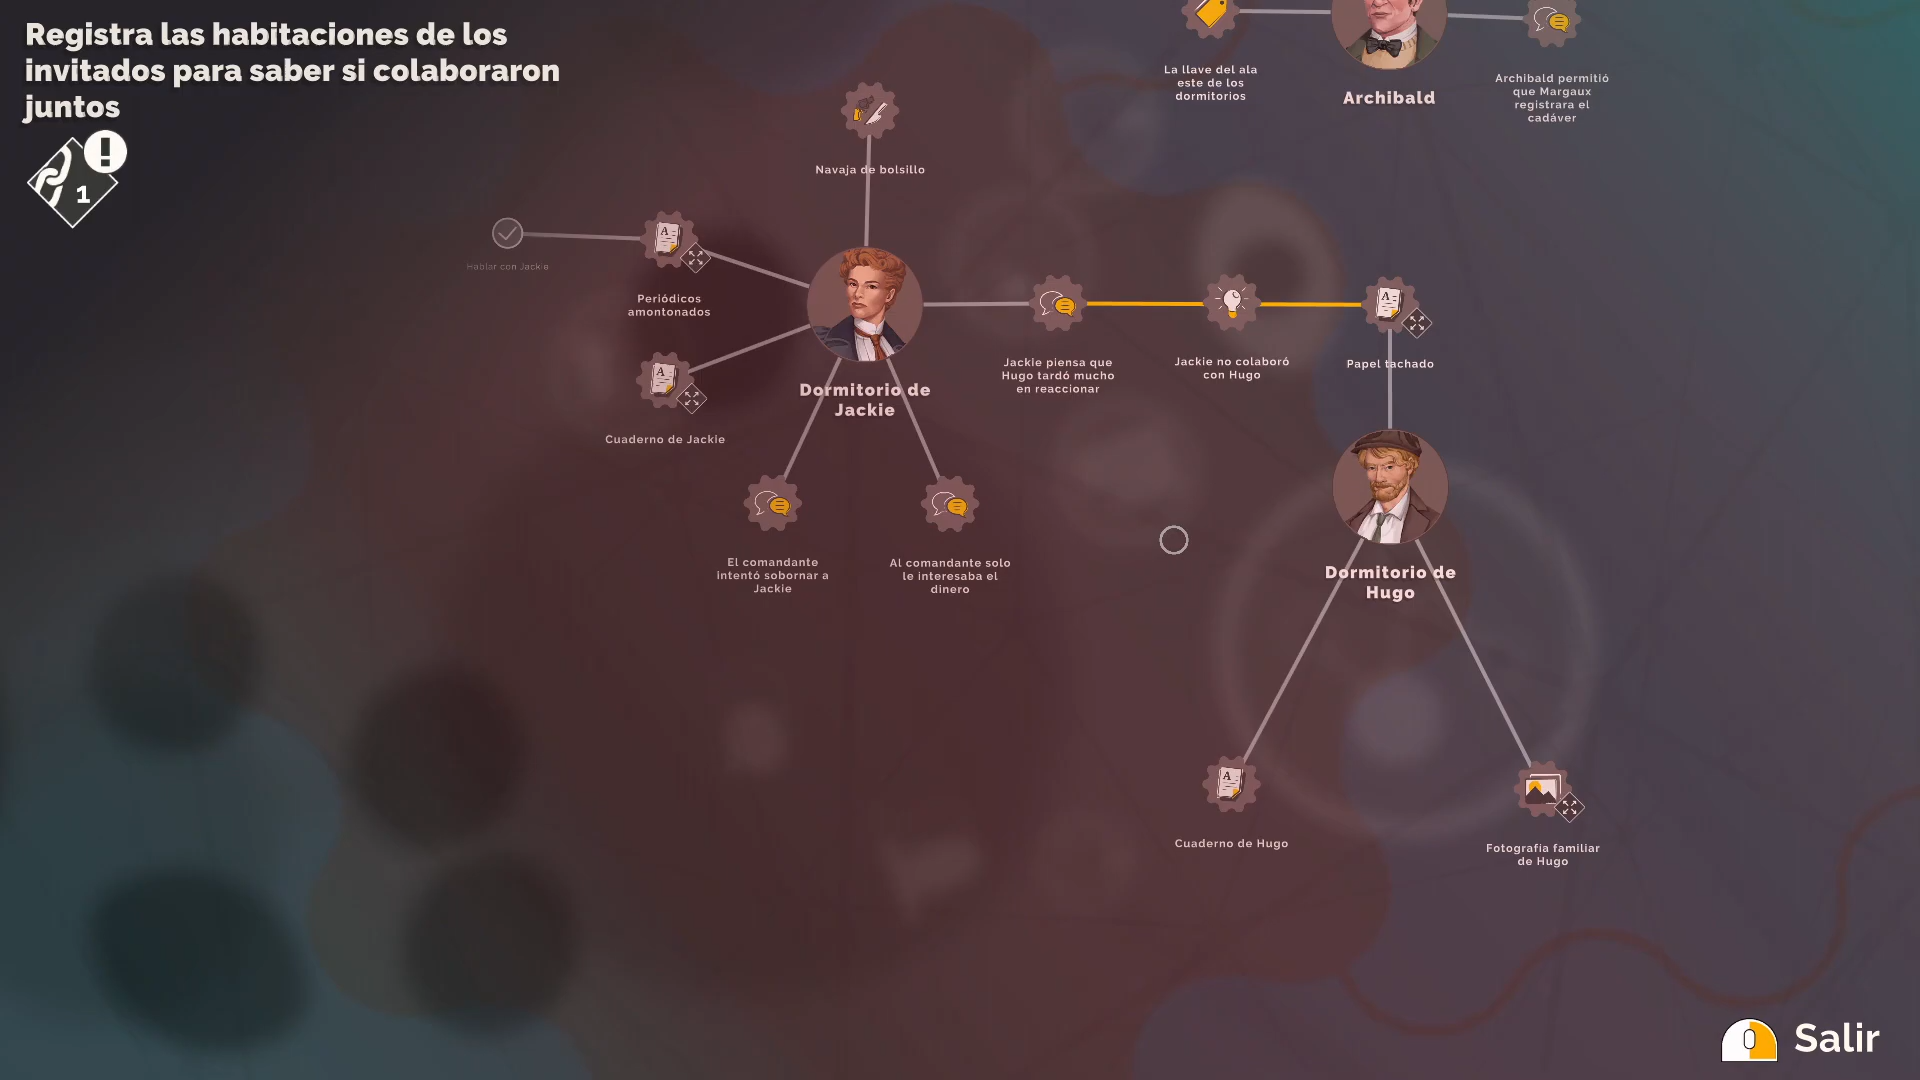 Registra las habitaciones de los
invitados para saber si colaboraron
juntos
1
La llave del ala
este de los
dormitorios
Archibald
Archibald permitió
que Margaux
registrara el
cadáver
Navaja de bolsillo
Hablar con Jackie
Periódicos
amontonados
Cuaderno de Jackie
Dormitorio de
Jackie
Jackie piensa que
Hugo tardó mucho
en reaccionar
Jackie no colaboró
con Hugo
Papel tachado
El comandante
intentó sobornar a
Jackie
Al comandante solo
le interesaba el
dinero
Dormitorio de
Hugo
Cuaderno de Hugo
Fotografía familiar
de Hugo
Salir